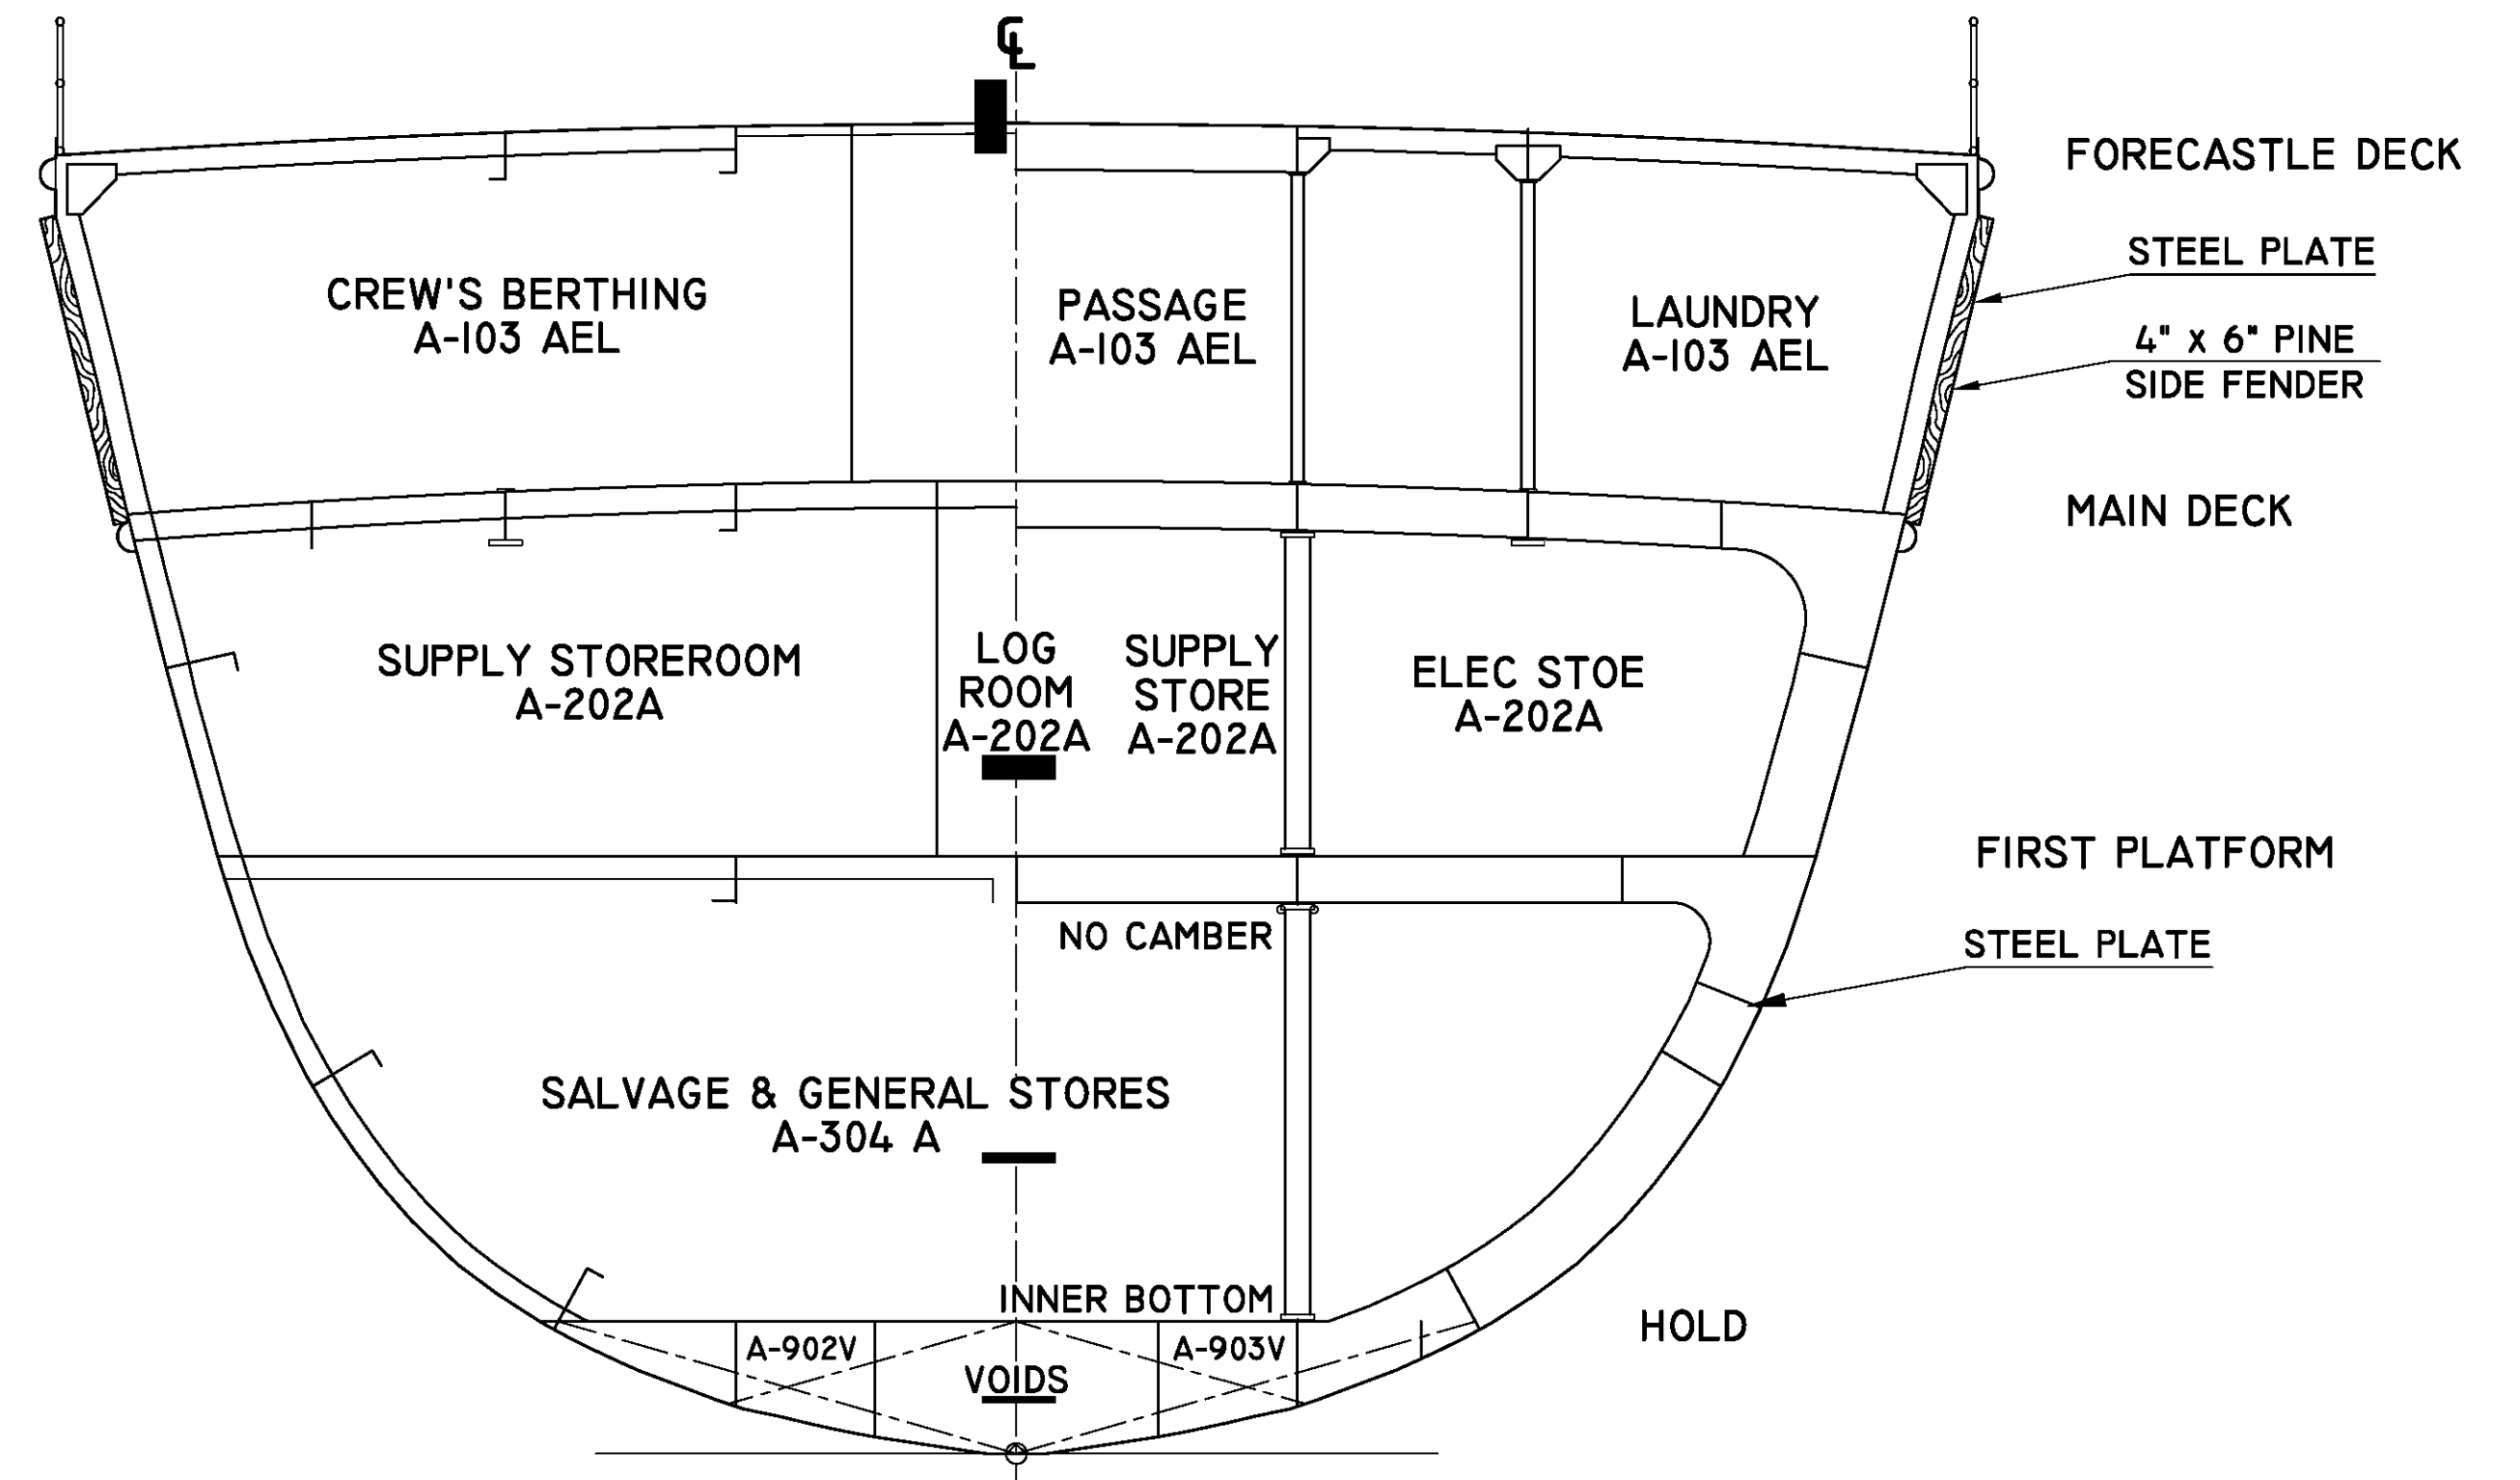 CL
FORECASTLE DECK
STEEL PLATE
CREW'S BERTHING
A-103 AEL
PASSAGE
A-103 AEL
LAUNDRY
A-103 AEL
4" X 6" PINE
SIDE FENDER
MAIN DECK
SUPPLY STOREROOM
A-202A
LOG
ROOM
A-202A
SUPPLY
STORE
A-202A
ELEC STOE
A-202A
FIRST PLATFORM
NO CAMBER
STEEL PLATE
SALVAGE & GENERAL STORES
A-304 A
INNER BOTTOM
HOLD
A-902V
VOIDS
A-903V